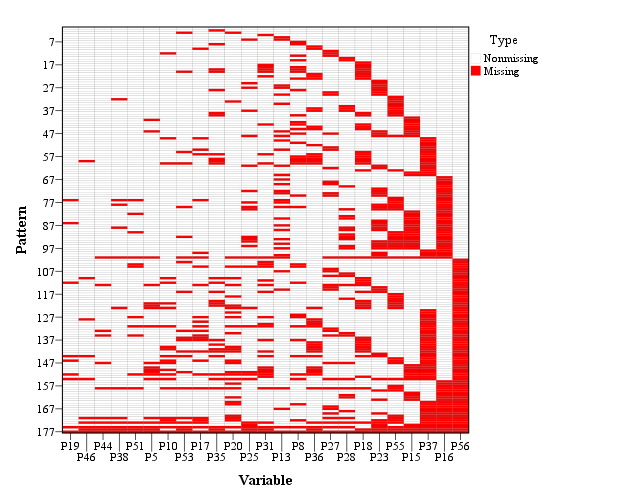 Type
Nonmissing
Missing
Pattern
7
17
27
37
47
57
67
77
87
97
107
117
127
137
147
157
167
177
P19 P44 P51 P10 P17 P20 P31 P8 P27 P18 P55 P37 P56
P46 P38 P5 P53 P35 P25 P13 P36 P28 P23 P15 P16
Variable